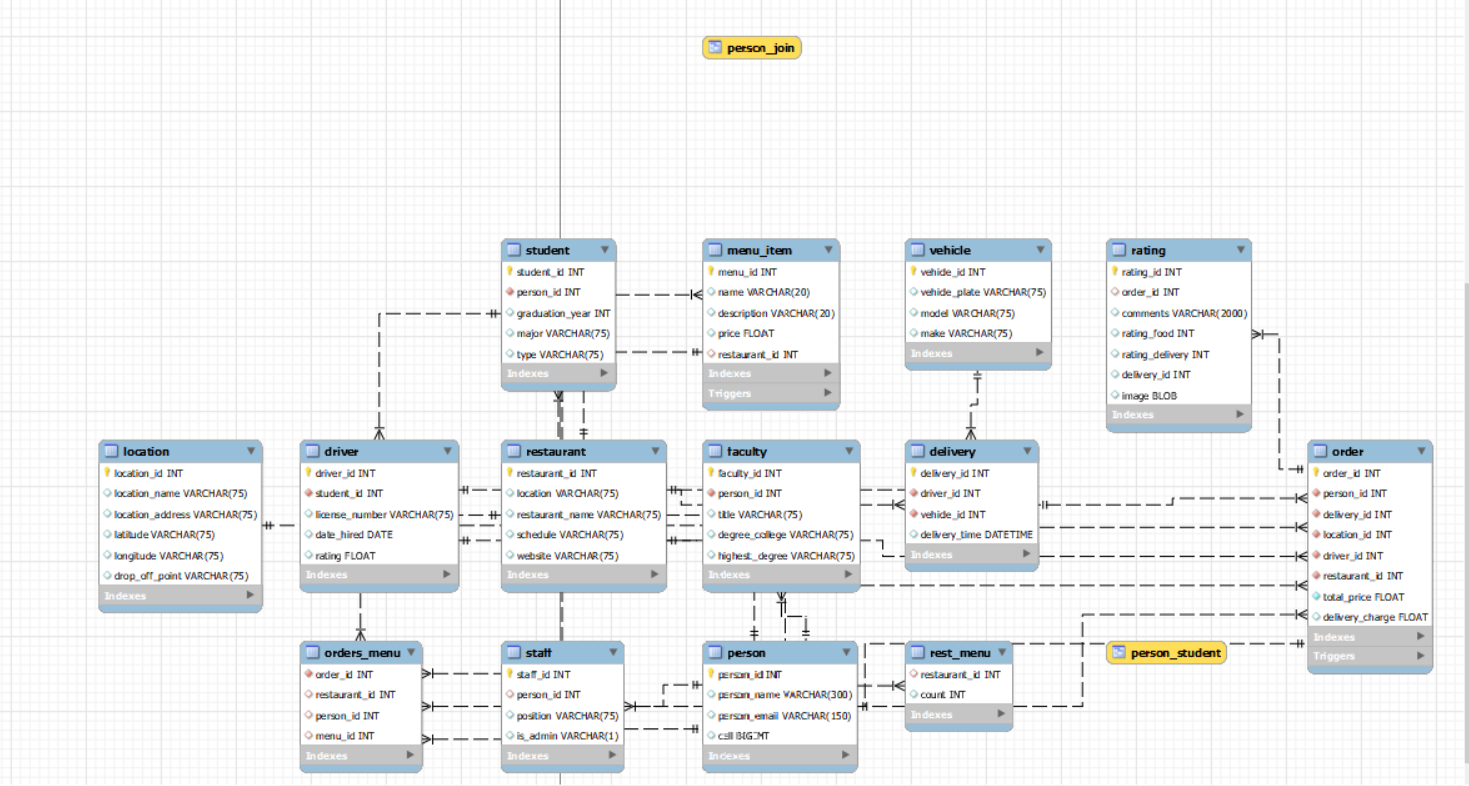 person_join
student
student_id INT
person_id INT
graduation_year INT
major VARCHAR(75)
type VARCHAR(75)
Indexes
menu_item
menu_id INT
name VARCHAR(20)
description VARCHAR(20)
price FLOAT
restaurant_id INT
Indexes
Triggers
vehicle
vehicle_id INT
vehicle_plate VARCHAR(75)
model VARCHAR(75)
make VARCHAR(75)
Indexes
rating
rating_id INT
order_id INT
comments VARCHAR(2000)
rating_food INT
rating_delivery INT
delivery_id INT
image BLOB
Indexes
location
location_id INT
location_name VARCHAR(75)
location_address VARCHAR(75)
latitude VARCHAR(75)
longitude VARCHAR(75)
drop_off_point VARCHAR(75)
Indexes
driver
driver_id INT
student_id INT
license_number VARCHAR(75)
date_hired DATE
rating FLOAT
Indexes
restaurant
restaurant_id INT
location VARCHAR(75)
restaurant_name VARCHAR(75)
schedule VARCHAR(75)
website VARCHAR(75)
Indexes
faculty
faculty_id INT
person_id INT
title VARCHAR(75)
degree_college VARCHAR(75)
highest_degree VARCHAR(75)
Indexes
delivery
delivery_id INT
driver_id INT
vehicle_id INT
delivery_time DATETIME
Indexes
order
order_id INT
person_id INT
delivery_id INT
location_id INT
driver_id INT
restaurant_id INT
total_price FLOAT
delivery_charge FLOAT
Indexes
Triggers
orders_menu
order_id INT
restaurant_id INT
person_id INT
menu_id INT
Indexes
staff
staff_id INT
person_id INT
position VARCHAR(75)
is_admin VARCHAR(1)
Indexes
person
person_id INT
person_name VARCHAR(300)
person_email VARCHAR(150)
cell BIGINT
Indexes
rest_menu
restaurant_id INT
count INT
Indexes
person_student